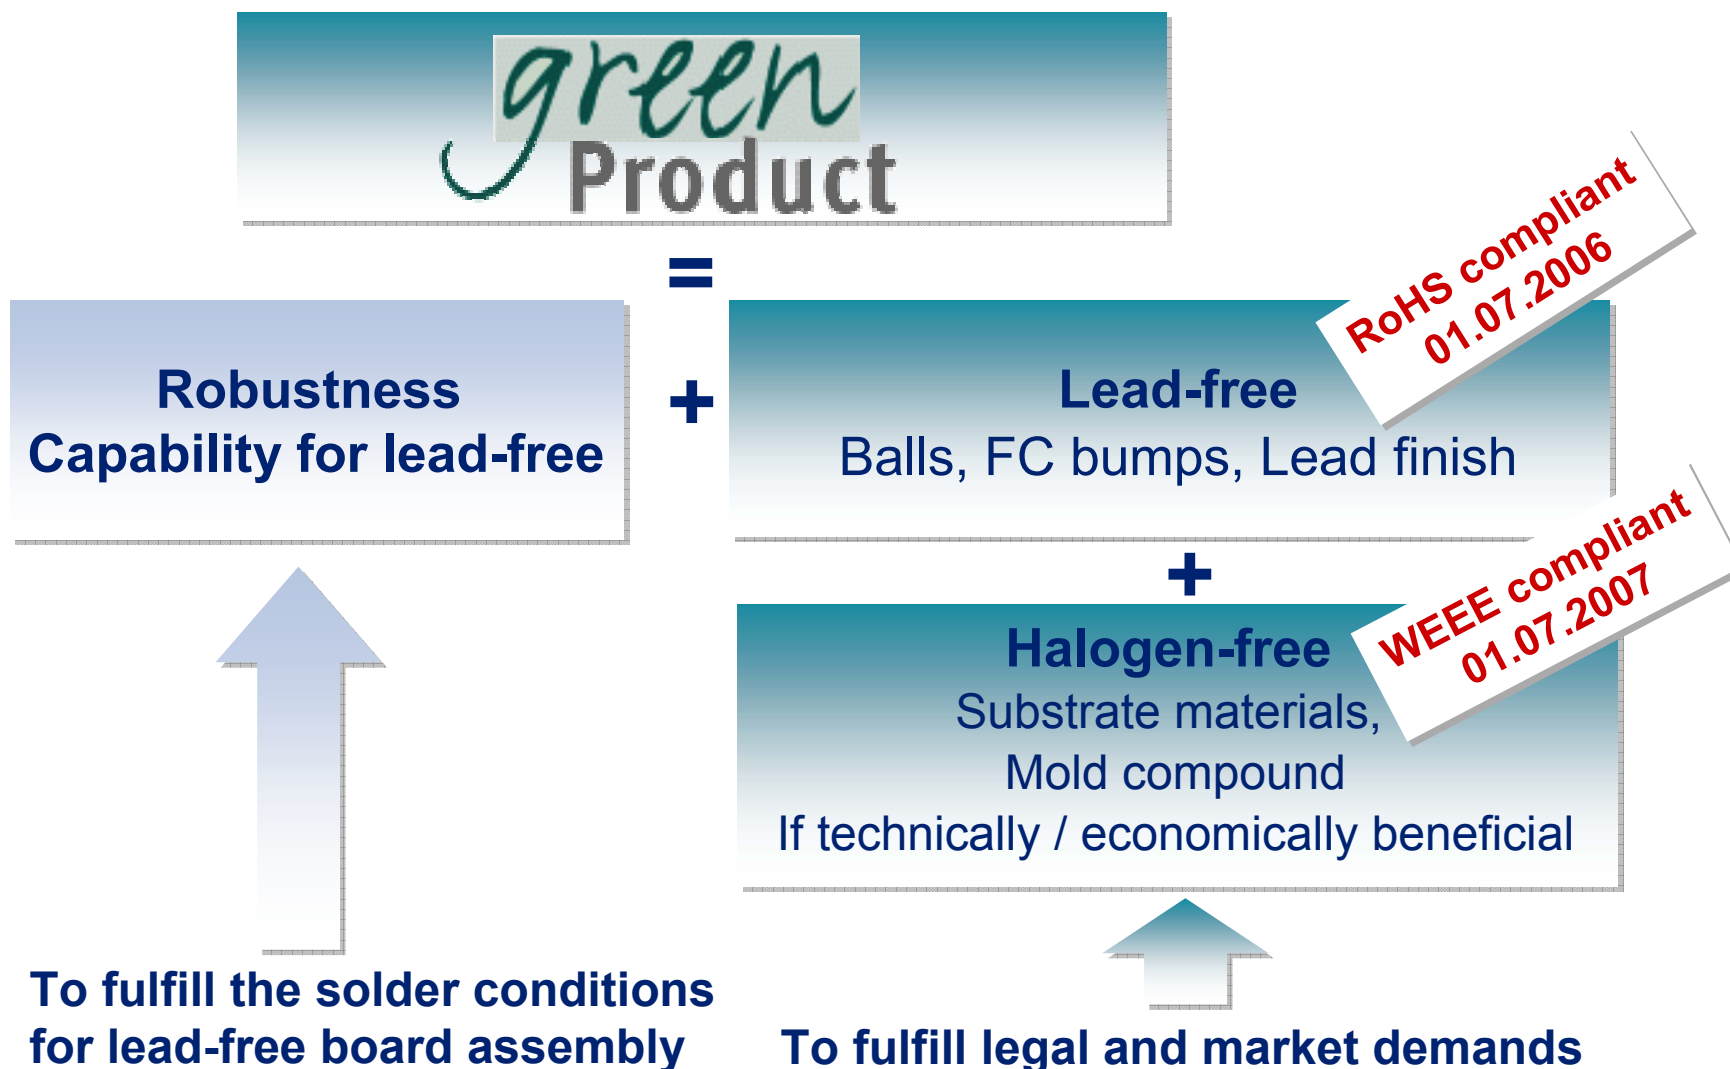 green
Product
=
Robustness
Capability for lead-free
+
Lead-free
Balls, FC bumps, Lead finish
RoHS compliant
01.07.2006
+
Halogen-free
Substrate materials,
Mold compound
If technically / economically beneficial
WEEE compliant
01.07.2007
To fulfill the solder conditions
for lead-free board assembly
To fulfill legal and market demands